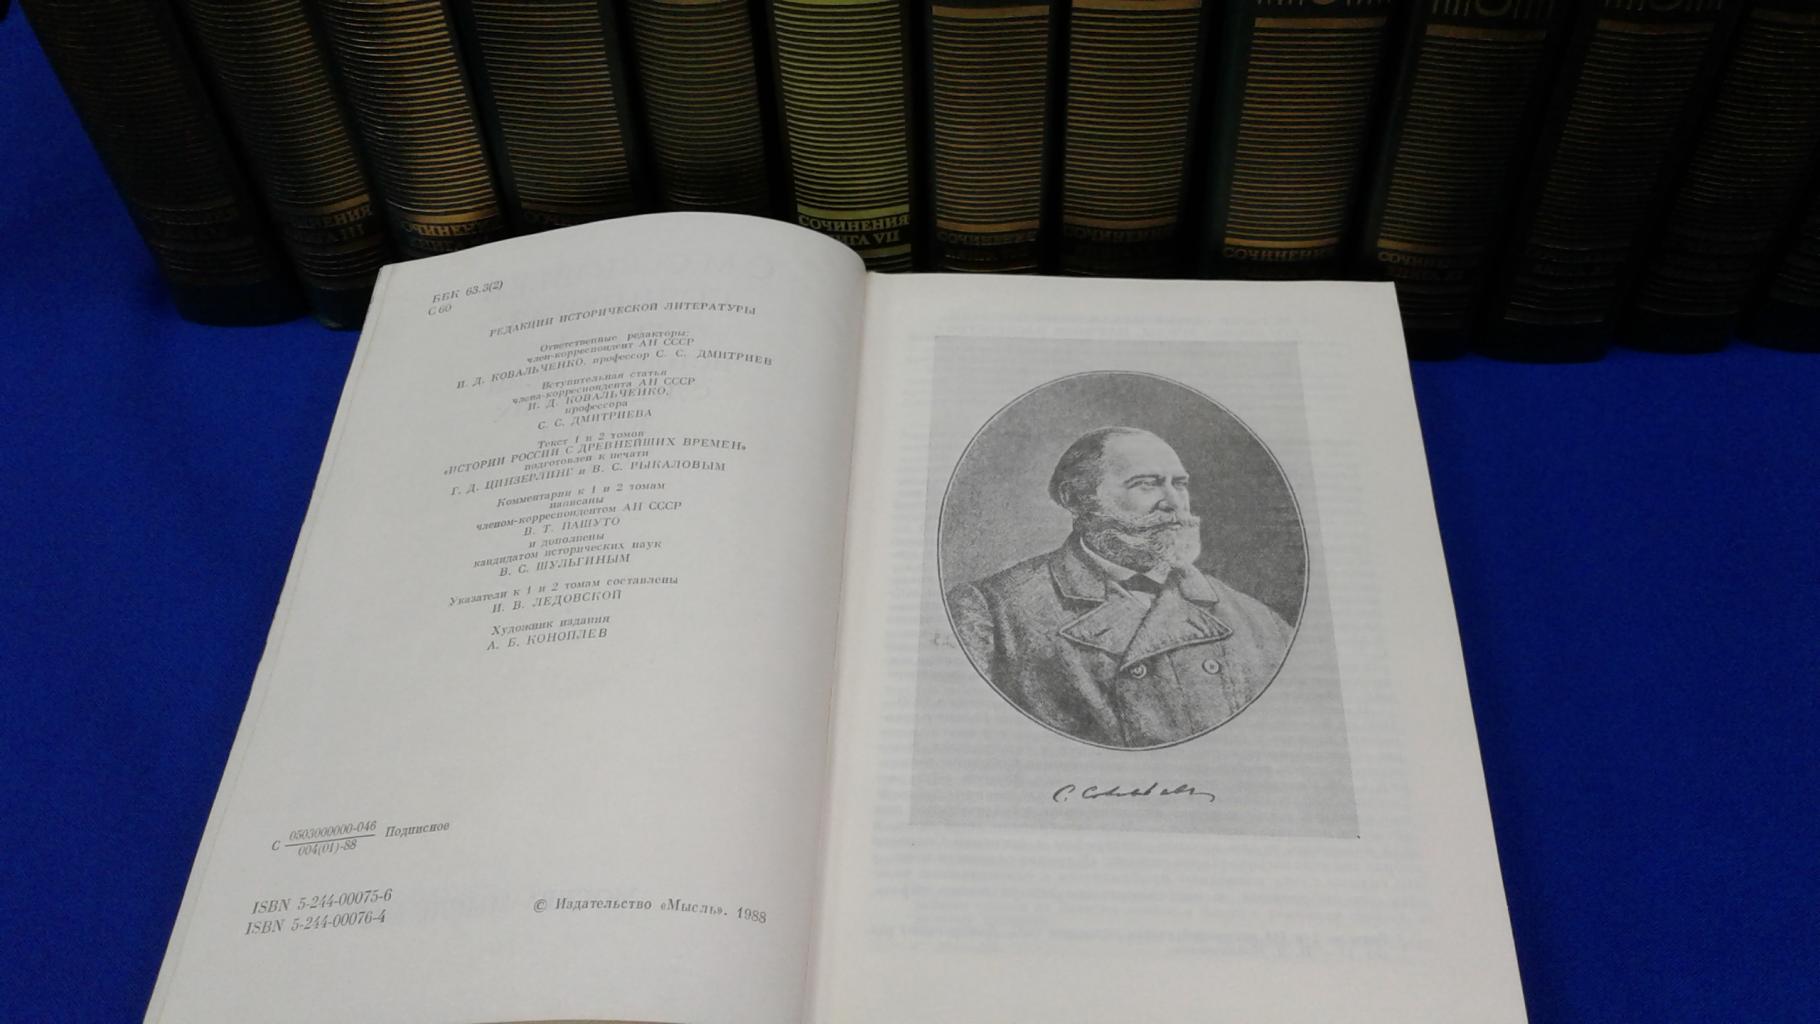 СОЧИНЕНИЯ
СОЧИНЕНИЯ
СОЧИНЕНИЯ
КНИГА VII
СОЧИНЕНИЯ
СОЧИНЕНИЯ
СОЧИНЕНИЯ
СОЧИНЕНИЯ
ББК 63.3(2)
С 60
РЕДАКЦИИ ИСТОРИЧЕСКОЙ ЛИТЕРАТУРЫ
Ответственные редакторы:
член-корреспондент АН СССР
И. Д. КОВАЛЬЧЕНКО, профессор С. С. ДМИТРИЕВ
Вступительная статья
члена-корреспондента АН СССР
И. Д. КОВАЛЬЧЕНКО,
профессора
С. С. ДМИТРИЕВА
Текст 1 и 2 томов
«ИСТОРИИ РОССИИ С ДРЕВНЕЙШИХ ВРЕМЕН»
подготовлен к печати
Г. Д. ЦИНЗЕРЛИНГ и В. С. РЫКАЛОВЫМ
Комментарии к 1 и 2 томам
написаны
членом-корреспондентом АН СССР
В. Т. ПАШУТО
и дополнены
кандидатом исторических наук
В. С. ШУЛЬГИНЫМ
Указатели к 1 и 2 томам составлены
И. В. ЛЕДОВСКОЙ
Художник издания
А. Б. КОНОПЛЕВ
С 0503000000-046 Подписное
004(01)-88
ISBN 5-244-00075-6
ISBN 5-244-00076-4
© Издательство «Мысль». 1988
С. Соловьев